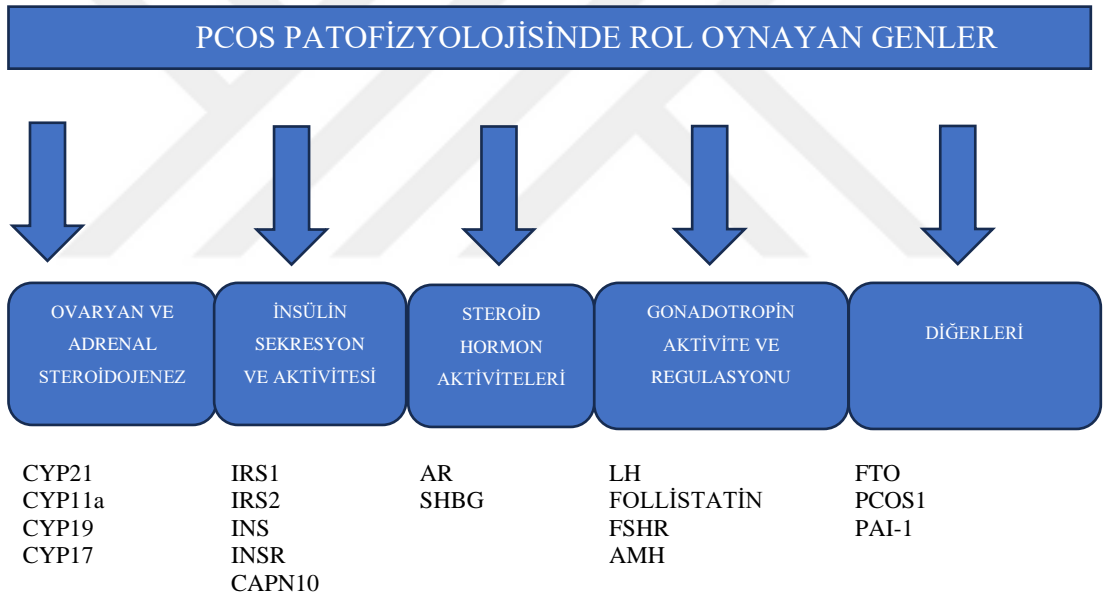 PCOS PATOFİZYOLOJİSİNDE ROL OYNAYAN GENLER
OVARYAN VE
ADRENAL
STEROİDOJENEZ
İNSÜLİN
SEKRESYON
VE AKTİVİTESİ
STEROİD
HORMON
AKTİVİTELERİ
GONADOTROPİN
AKTİVİTE VE
REGULASYONU
DİĞERLERİ
CYP21
CYP11a
CYP19
CYP17
IRS1
IRS2
INS
INSR
CAPN10
AR
SHBG
LH
FOLLİSTATİN
FSHR
AMH
FTO
PCOS1
PAI-1